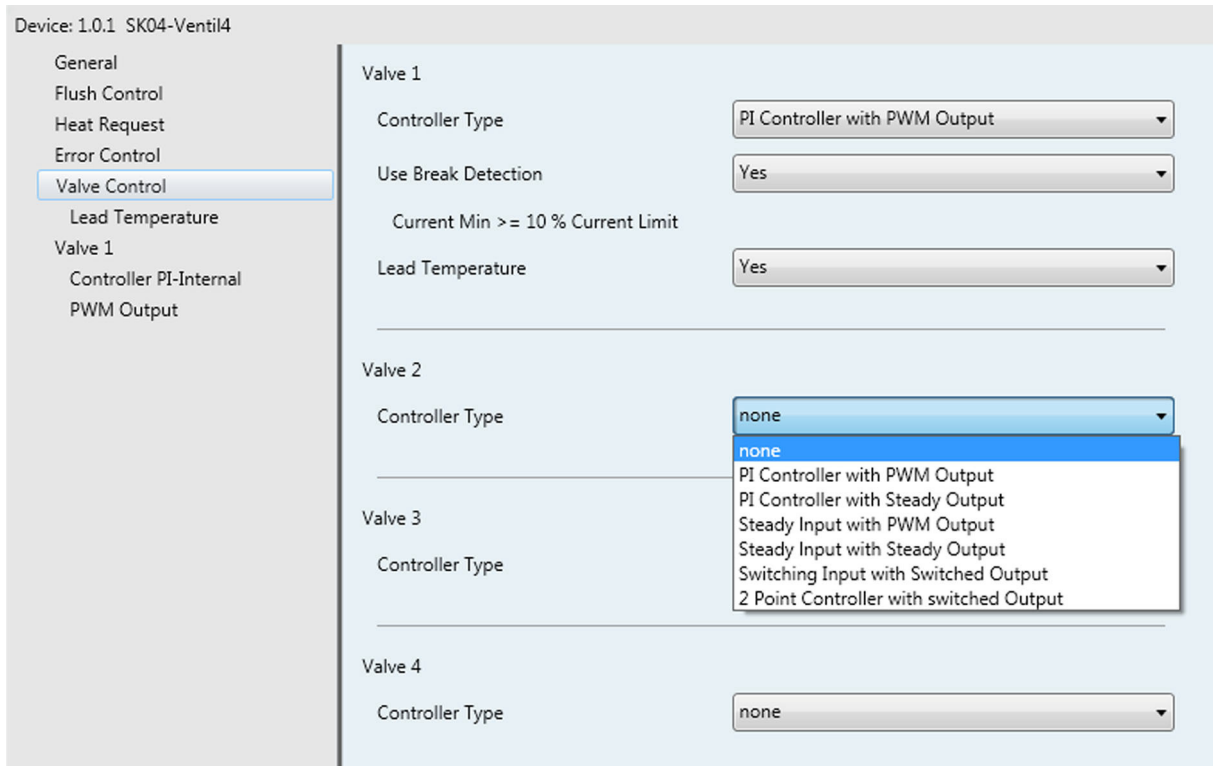 Device: 1.0.1 SK04-Ventil4
General
Flush Control
Heat Request
Error Control
Valve Control
Lead Temperature
Valve 1
Controller PI-Internal
PWM Output
Valve 1
Controller Type PI Controller with PWM Output
Use Break Detection Yes
Current Min >= 10 % Current Limit
Lead Temperature Yes
Valve 2
Controller Type none
none
PI Controller with PWM Output
PI Controller with Steady Output
Steady Input with PWM Output
Steady Input with Steady Output
Switching Input with Switched Output
2 Point Controller with switched Output
Valve 3
Controller Type
Valve 4
Controller Type none